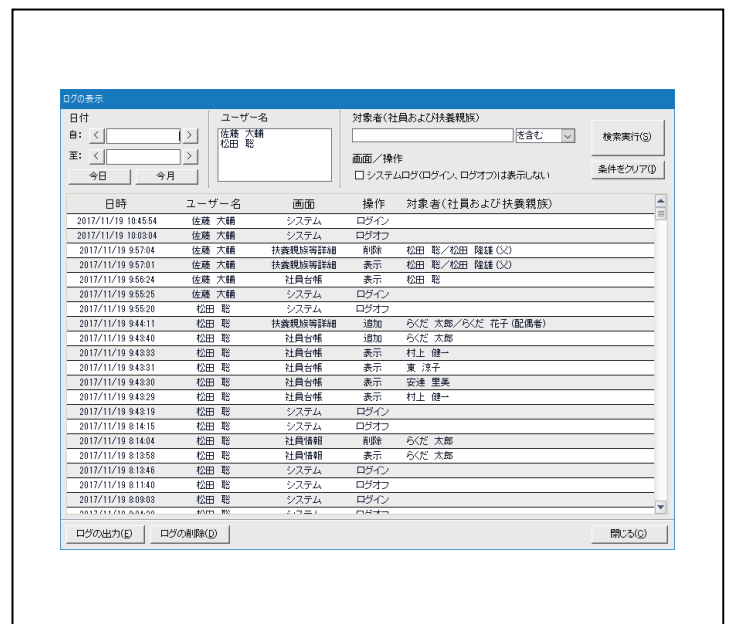 ログの表示
日付
自: < >
至: < >
今日 今月
ユーザー名
佐藤 大輔
松田 聡
対象者(社員および扶養親族)
を含む
画面/操作
システムログ(ログイン、ログオフ)は表示しない
検索実行(S)
条件をクリア(I)
日時 ユーザー名 画面 操作 対象者(社員および扶養親族)
2017/11/19 10:45:54 佐藤 大輔 システム ログイン
2017/11/19 10:03:04 佐藤 大輔 システム ログオフ
2017/11/19 9:57:04 佐藤 大輔 扶養親族等詳細 削除 松田 聡/松田 隆雄(父)
2017/11/19 9:57:01 佐藤 大輔 扶養親族等詳細 表示 松田 聡/松田 隆雄(父)
2017/11/19 9:56:24 佐藤 大輔 社員台帳 表示 松田 聡
2017/11/19 9:55:25 佐藤 大輔 システム ログイン
2017/11/19 9:55:20 松田 聡 システム ログオフ
2017/11/19 9:44:11 松田 聡 扶養親族等詳細 追加 らくだ 太郎/らくだ 花子(配偶者)
2017/11/19 9:43:40 松田 聡 社員台帳 追加 らくだ 太郎
2017/11/19 9:43:33 松田 聡 社員台帳 表示 村上 健一
2017/11/19 9:43:31 松田 聡 社員台帳 表示 東 涼子
2017/11/19 9:43:30 松田 聡 社員台帳 表示 安達 里美
2017/11/19 9:43:29 松田 聡 社員台帳 表示 村上 健一
2017/11/19 9:43:19 松田 聡 システム ログイン
2017/11/19 8:14:15 松田 聡 システム ログオフ
2017/11/19 8:14:04 松田 聡 社員情報 削除 らくだ 太郎
2017/11/19 8:13:58 松田 聡 社員情報 表示 らくだ 太郎
2017/11/19 8:13:46 松田 聡 システム ログイン
2017/11/19 8:11:40 松田 聡 システム ログオフ
2017/11/19 8:09:03 松田 聡 システム ログイン
ログの出力(E) ログの削除(D) 閉じる(C)